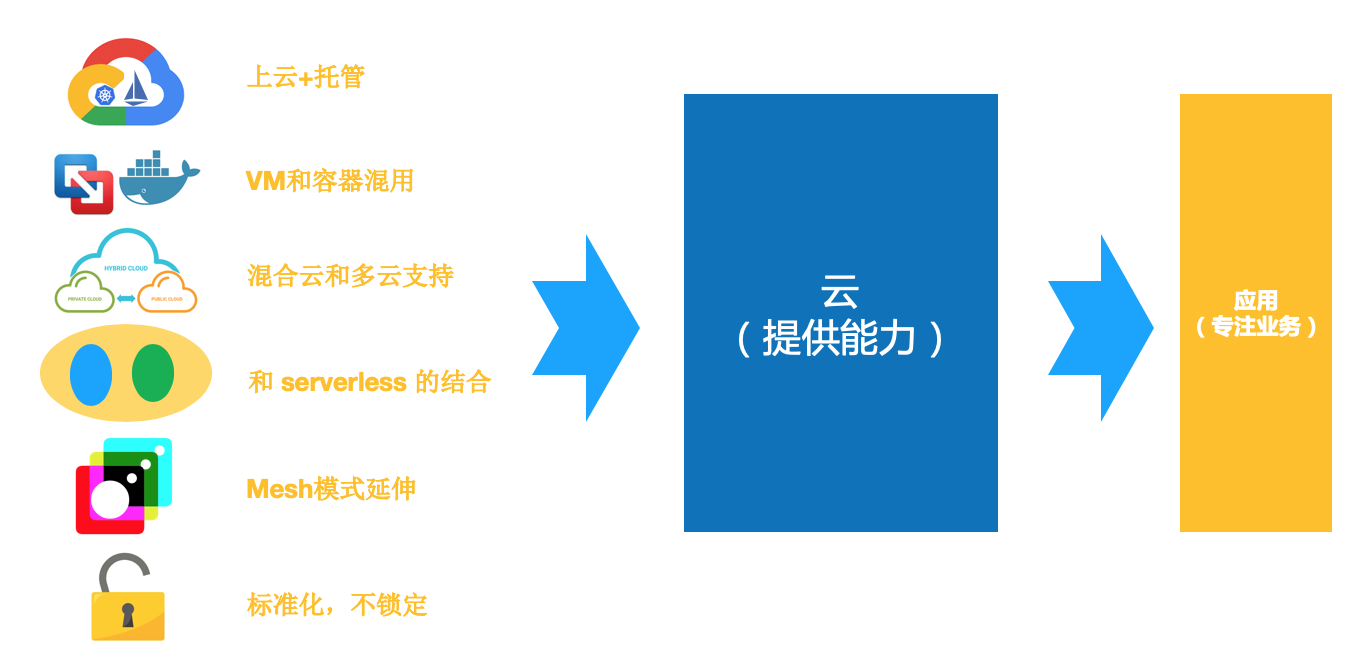 上云+托管
VM和容器混用
HYBRID CLOUD
PRIVATE CLOUD
PUBLIC CLOUD
混合云和多云支持
和 serverless 的结合
Mesh模式延伸
标准化，不锁定
云
（提供能力）
应用
（专注业务）